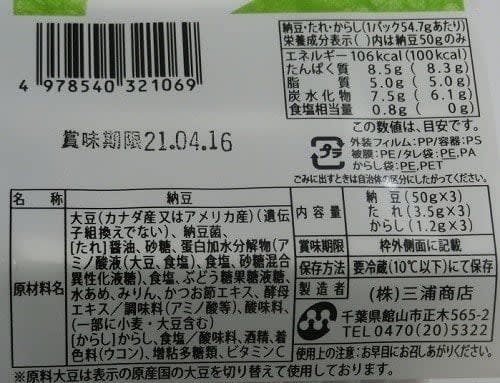 4 978540 321069
賞味期限21.04.16
納豆・たれ・からし(1パック54.7gあたり)
栄養成分表示( )内は納豆50gのみ
エネルギー 106kcal(100kcal)
たんぱく質 8.5g( 8.3g)
脂質 5.0g( 5.0g)
炭水化物 7.5g( 6.1g)
食塩相当量 0.8g( 0g)
この数値は、目安です。
プラ
外装フィルム:PP/容器:PS
被膜:PE/タレ袋:PE,PA
からし袋:PE,PET
ごみに出すときは自治体の区分にしたがってください。
名称 納豆
原材料名
大豆(カナダ産又はアメリカ産)(遺伝
子組換えでない)、納豆菌、
[たれ]醤油、砂糖、蛋白加水分解物(ア
ミノ酸液(大豆、食塩)、食塩、砂糖混合
異性化液糖)、食塩、ぶどう糖果糖液糖、
水あめ、みりん、かつお節エキス、酵母
エキス/調味料(アミノ酸等)、酸味料、
(一部に小麦・大豆含む)
[からし]からし、食塩/酸味料、酒精、着
色料(ウコン)、増粘多糖類、ビタミンC
内容量
納豆(50g×3)
たれ(3.5g×3)
からし(1.2g×3)
賞味期限 枠外側面に記載
保存方法 要冷蔵(10℃以下)にて保存
製造者
(株)三浦商店
千葉県館山市正木565-2
TEL 0470(20)5322
使用上の注意:お早目にお召しあがりください。
※原料大豆は表示の原産国の大豆を切り替えて使用しております。